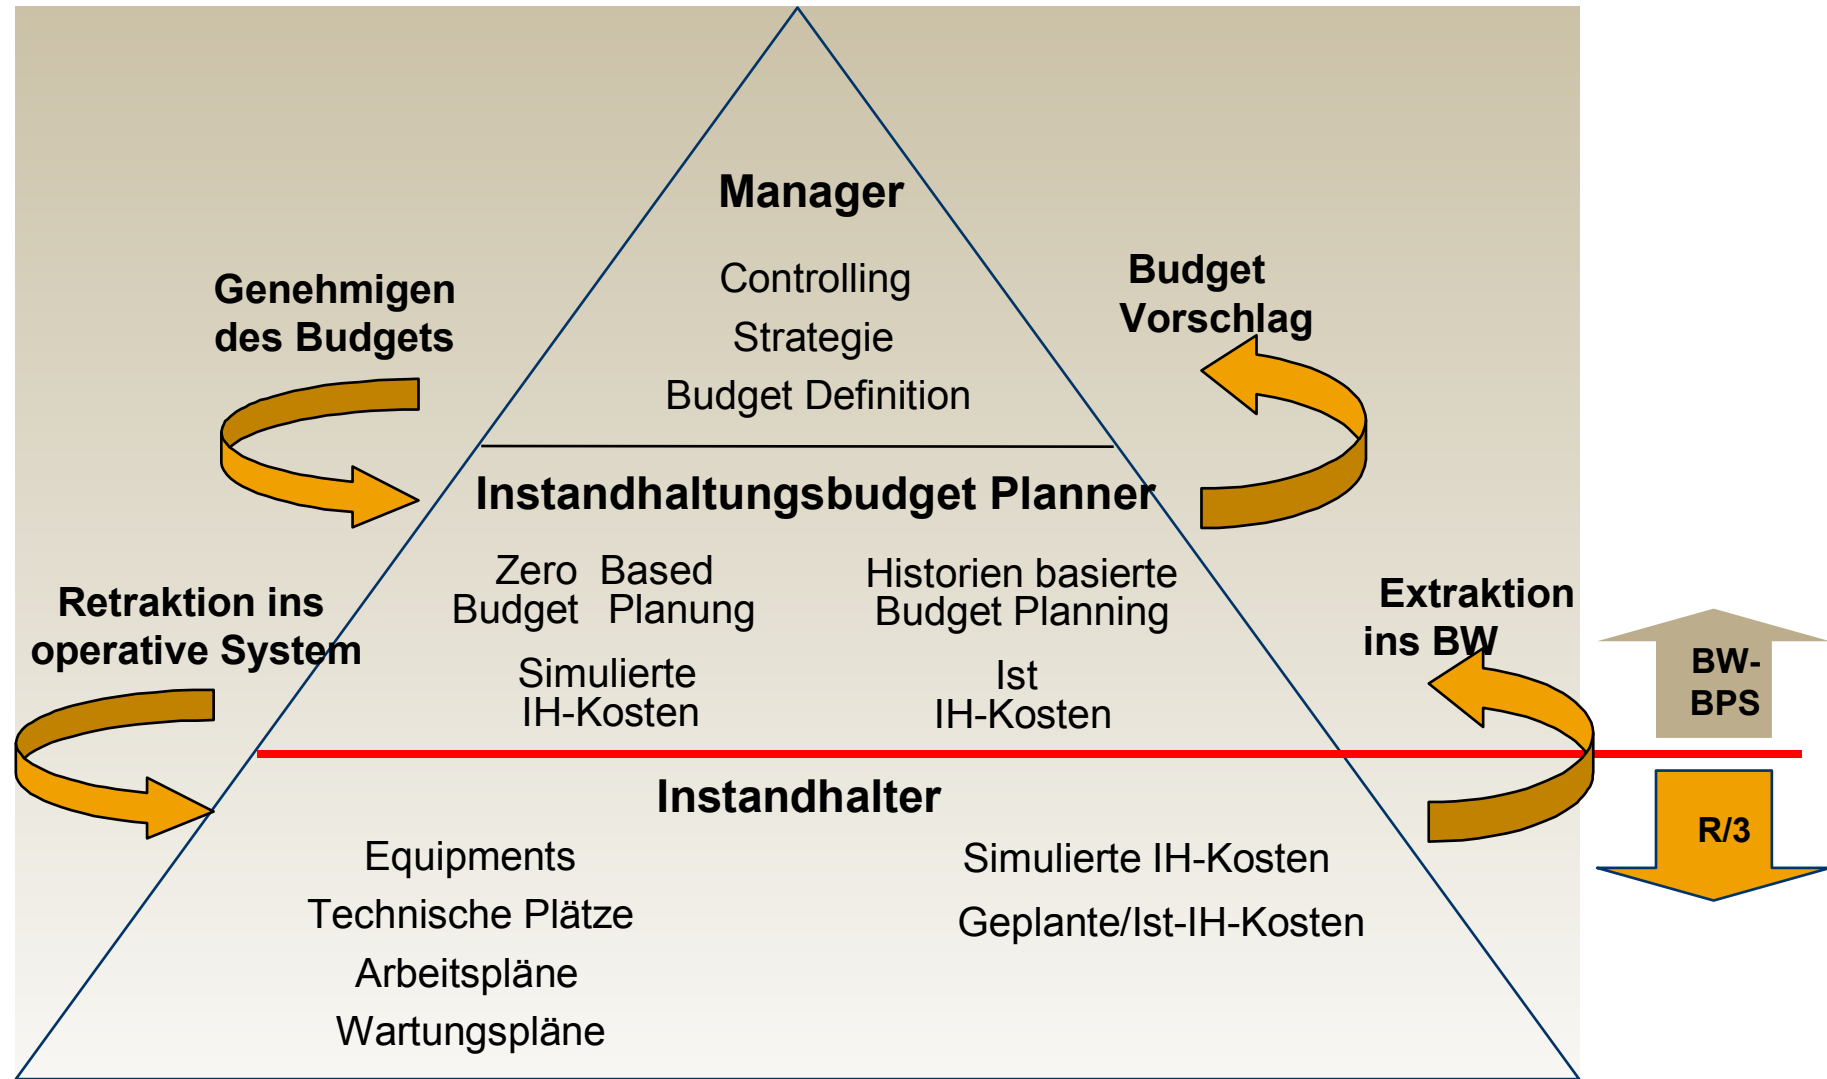 Manager
Controlling
Strategie
Budget Definition
Genehmigen
des Budgets
Budget
Vorschlag
Instandhaltungsbudget Planner
Zero Based
Budget Planung
Historien basierte
Budget Planning
Simulierte
IH-Kosten
Ist
IH-Kosten
Retraktion ins
operative System
Extraktion
ins BW
BW-
BPS
Instandhalter
Equipments
Technische Plätze
Arbeitspläne
Wartungspläne
Simulierte IH-Kosten
Geplante/Ist-IH-Kosten
R/3